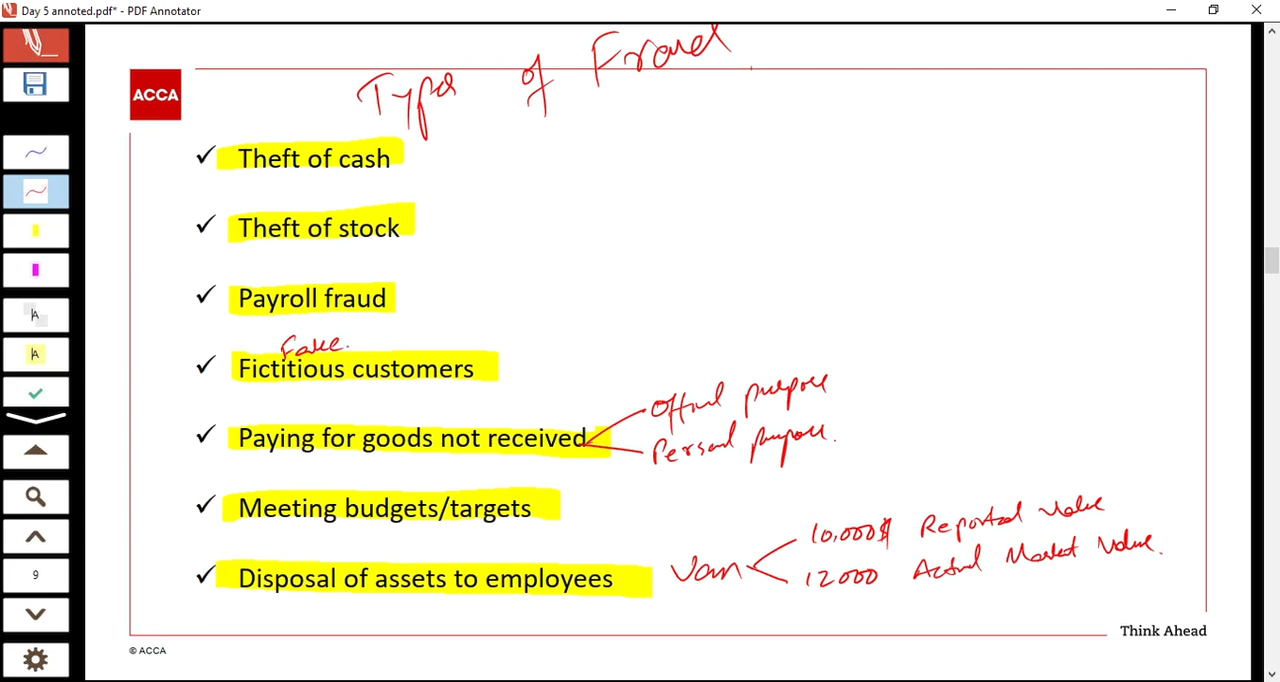 Day 5 annoted.pdf* - PDF Annotator
Types of Fraud
ACCA
✓ Theft of cash
✓ Theft of stock
✓ Payroll fraud
Fake.
✓ Fictitious customers
Official purpose
✓ Paying for goods not received
Personal purpose.
✓ Meeting budgets/targets
10,000$ Reported value
✓ Disposal of assets to employees
Van
12000 Actual Market Value.
Think Ahead
© ACCA
9